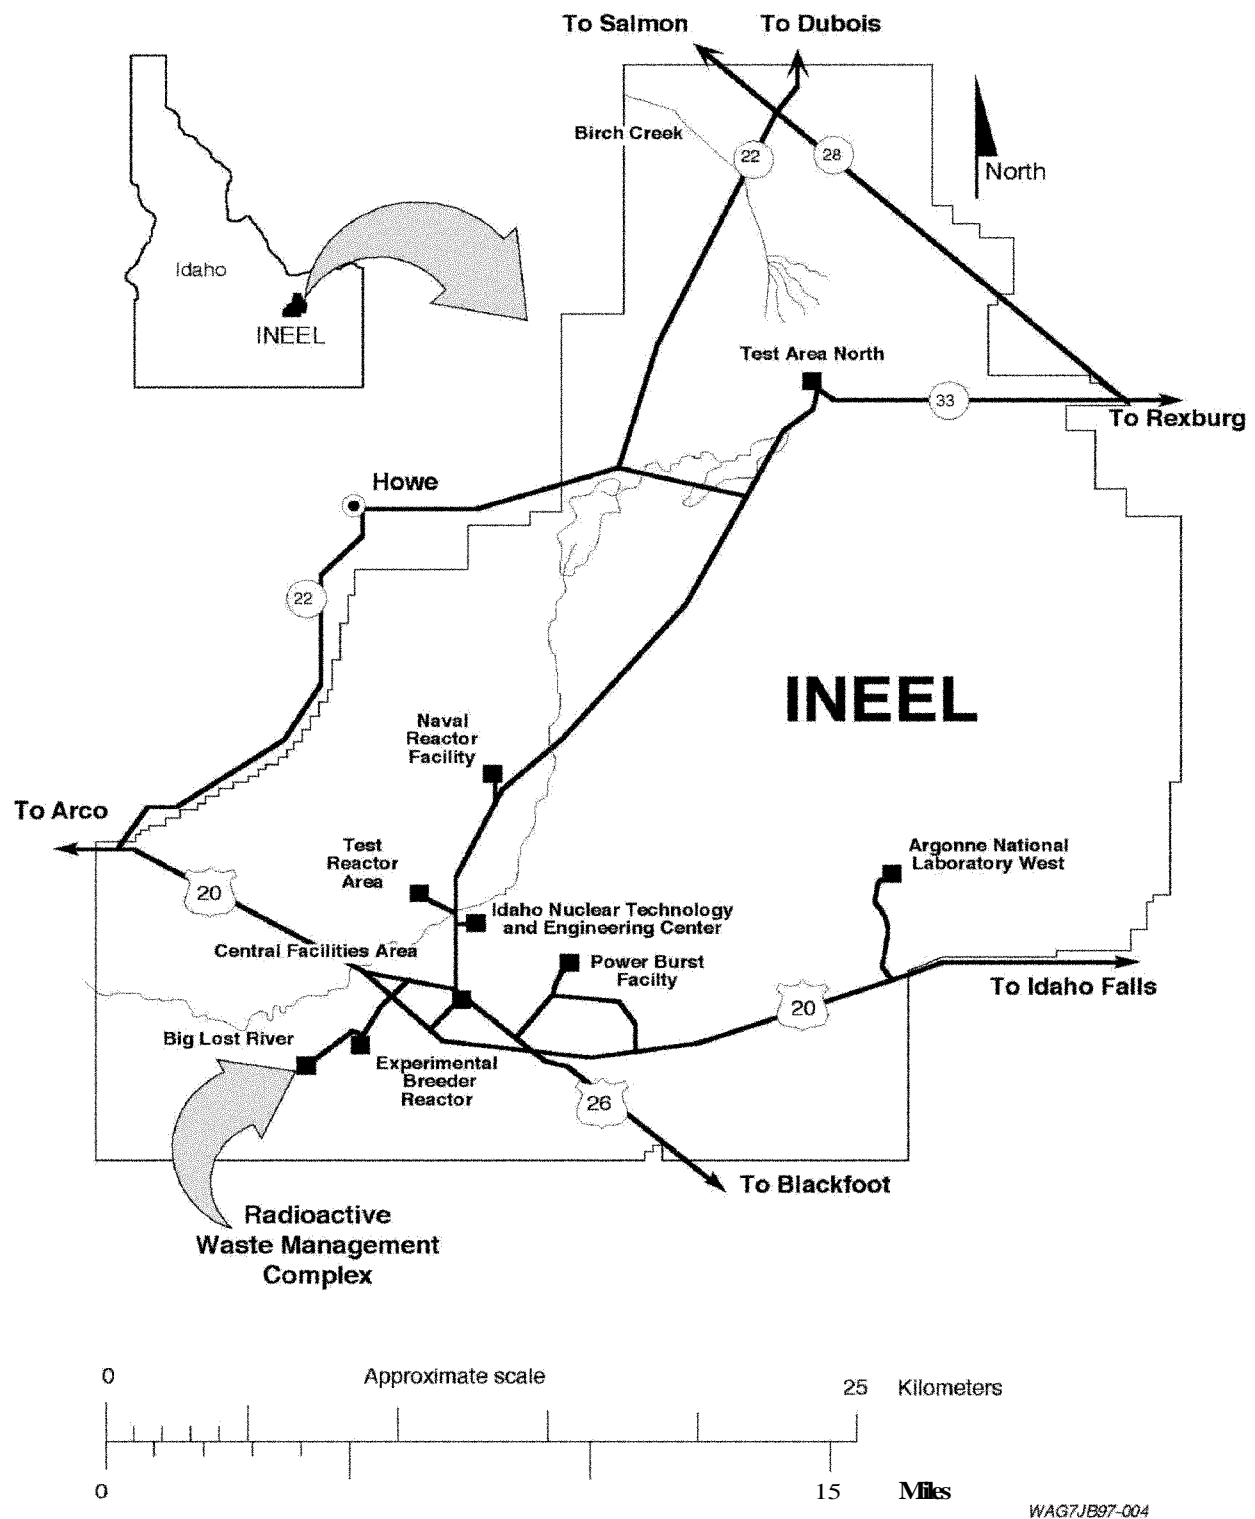 To Salmon
To Dubois
Birch Creek
22
28
North
Idaho
INEEL
Test Area North
33
To Rexburg
Howe
22
INEEL
Naval
Reactor
Facility
To Arco
Test
Reactor
Area
Argonne National
Laboratory West
20
Idaho Nuclear Technology
and Engineering Center
Central Facilities Area
Power Burst
Facilty
To Idaho Falls
20
Big Lost River
Experimental
Breeder
Reactor
26
To Blackfoot
Radioactive
Waste Management
Complex
0
Approximate scale
25
Kilometers
0
15
Miles
WAG7JB97-004